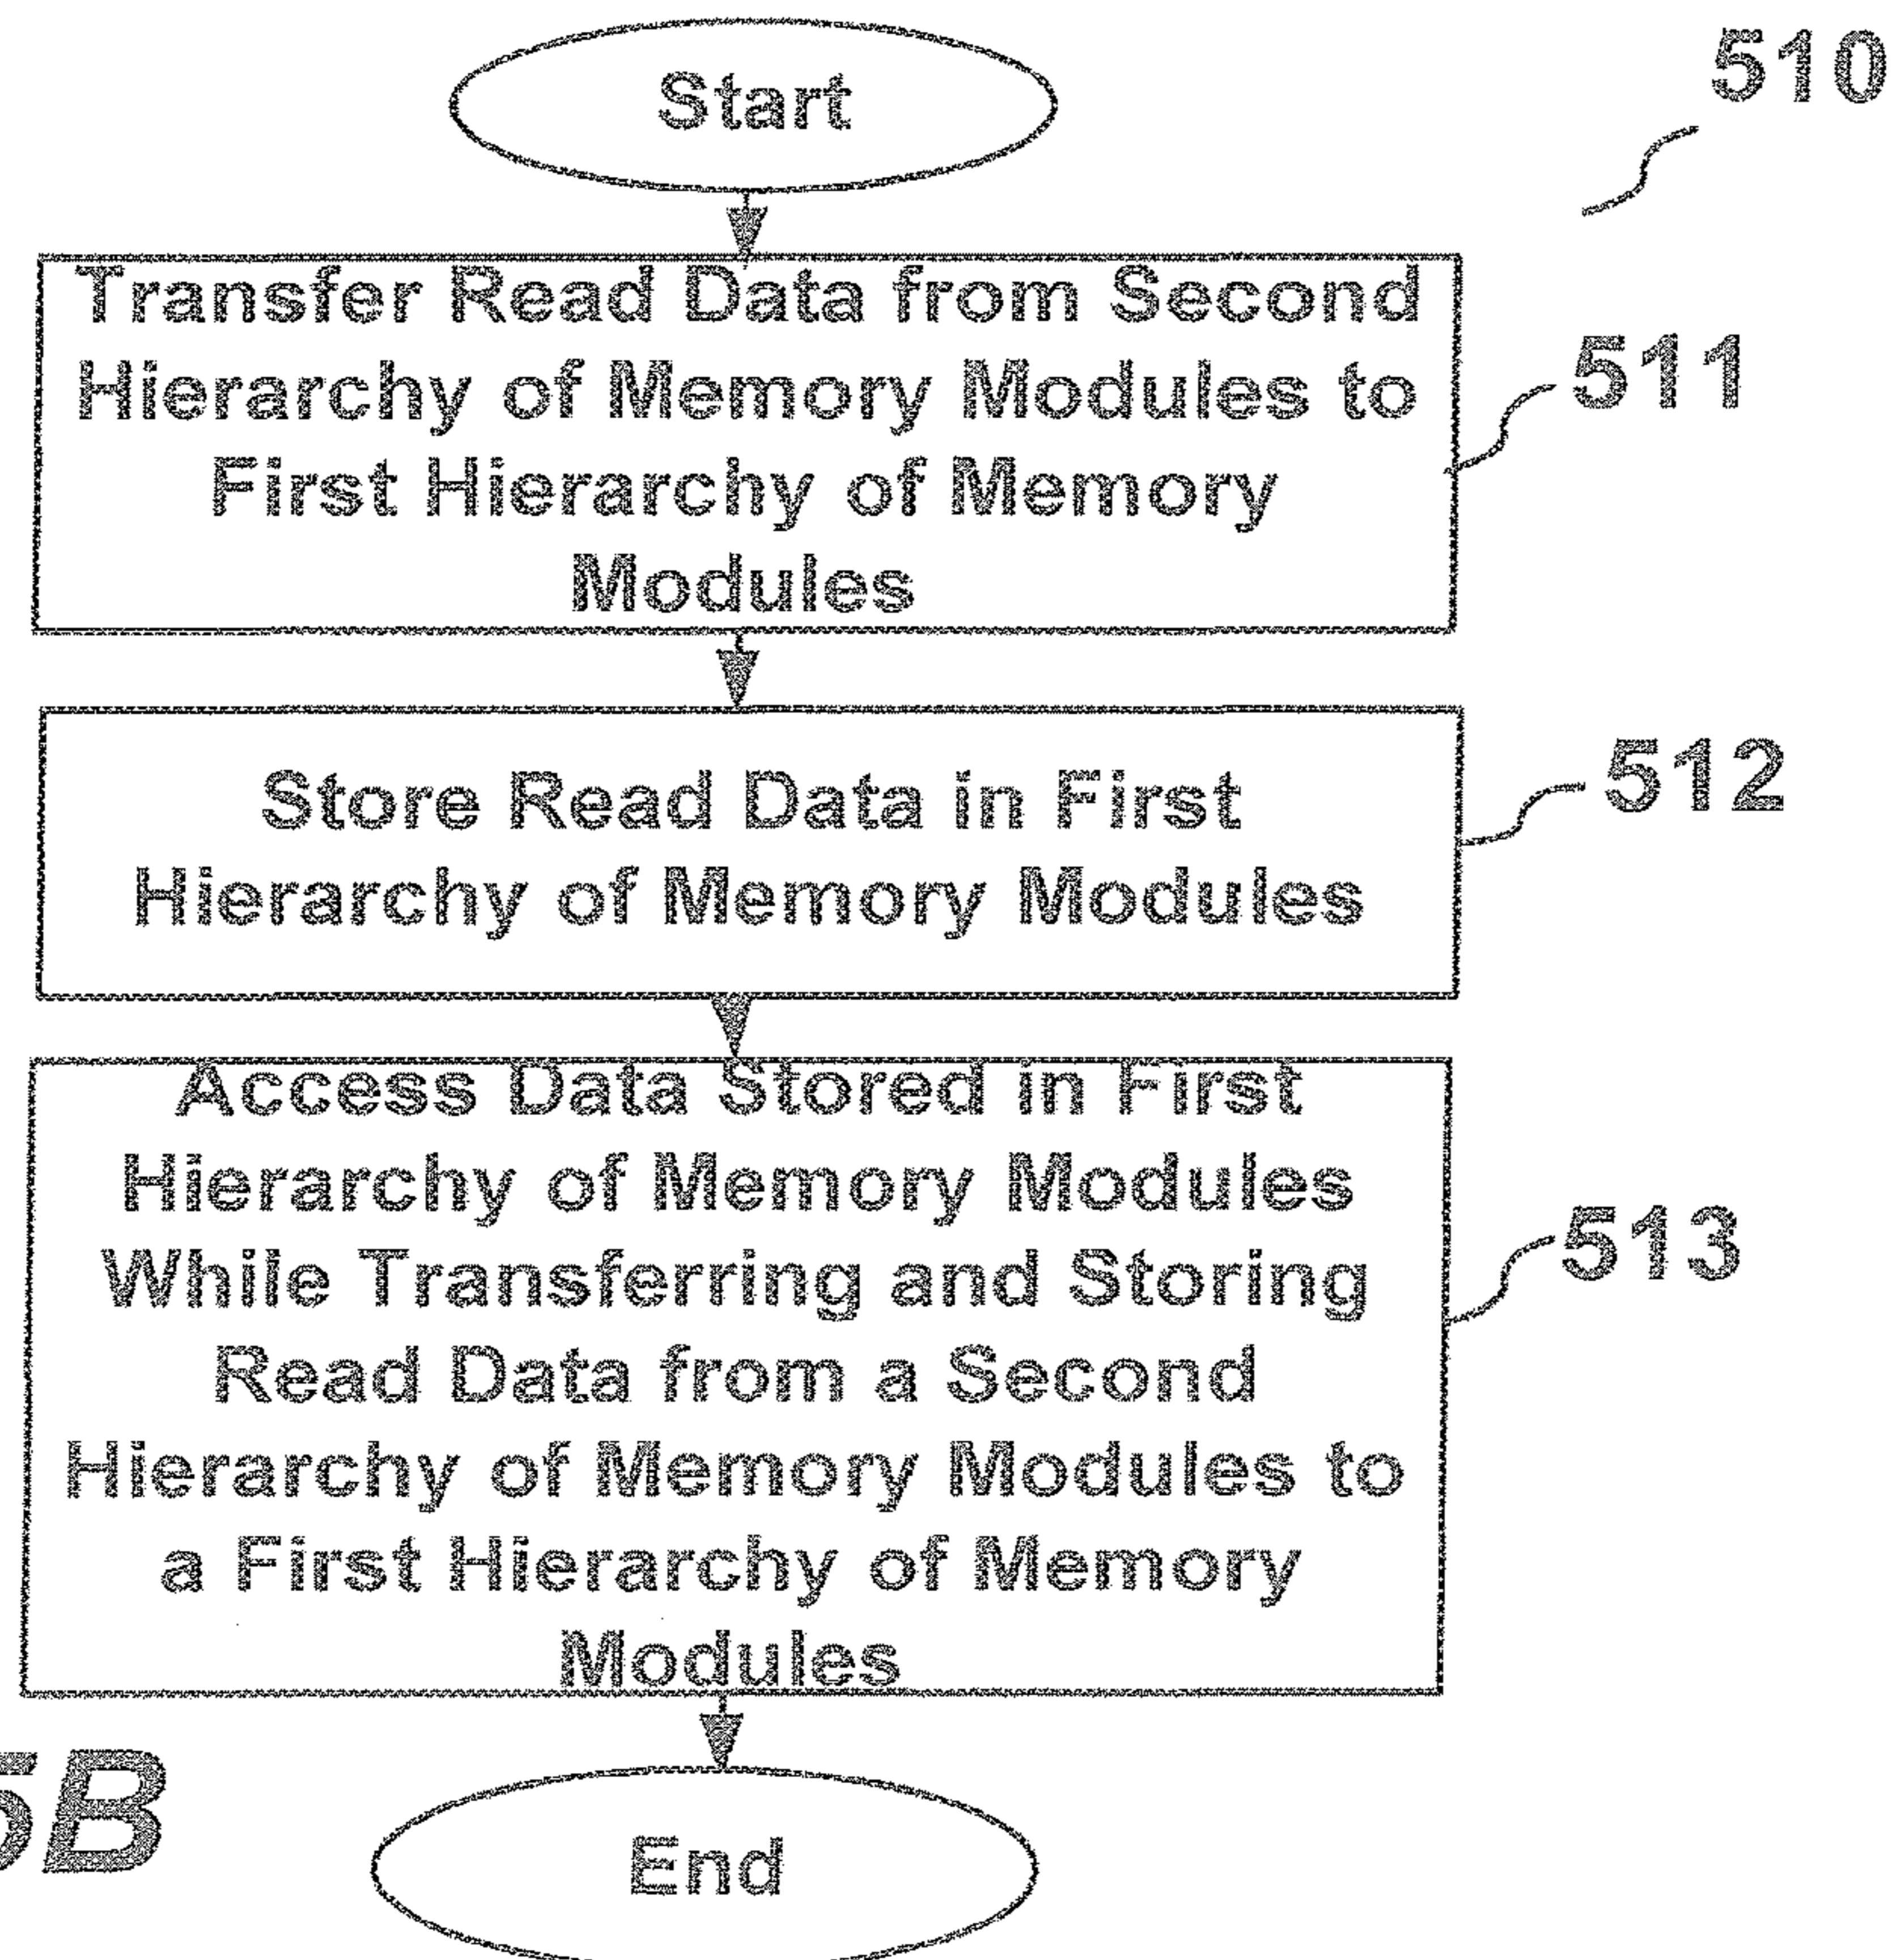 Start
510
Transfer Read Data from Second
Hierarchy of Memory Modules to
First Hierarchy of Memory
Modules
511
Store Read Data in First
Hierarchy of Memory Modules
512
Access Data Stored in First
Hierarchy of Memory Modules
While Transferring and Storing
Read Data from a Second
Hierarchy of Memory Modules to
a First Hierarchy of Memory
Modules
513
5B
End